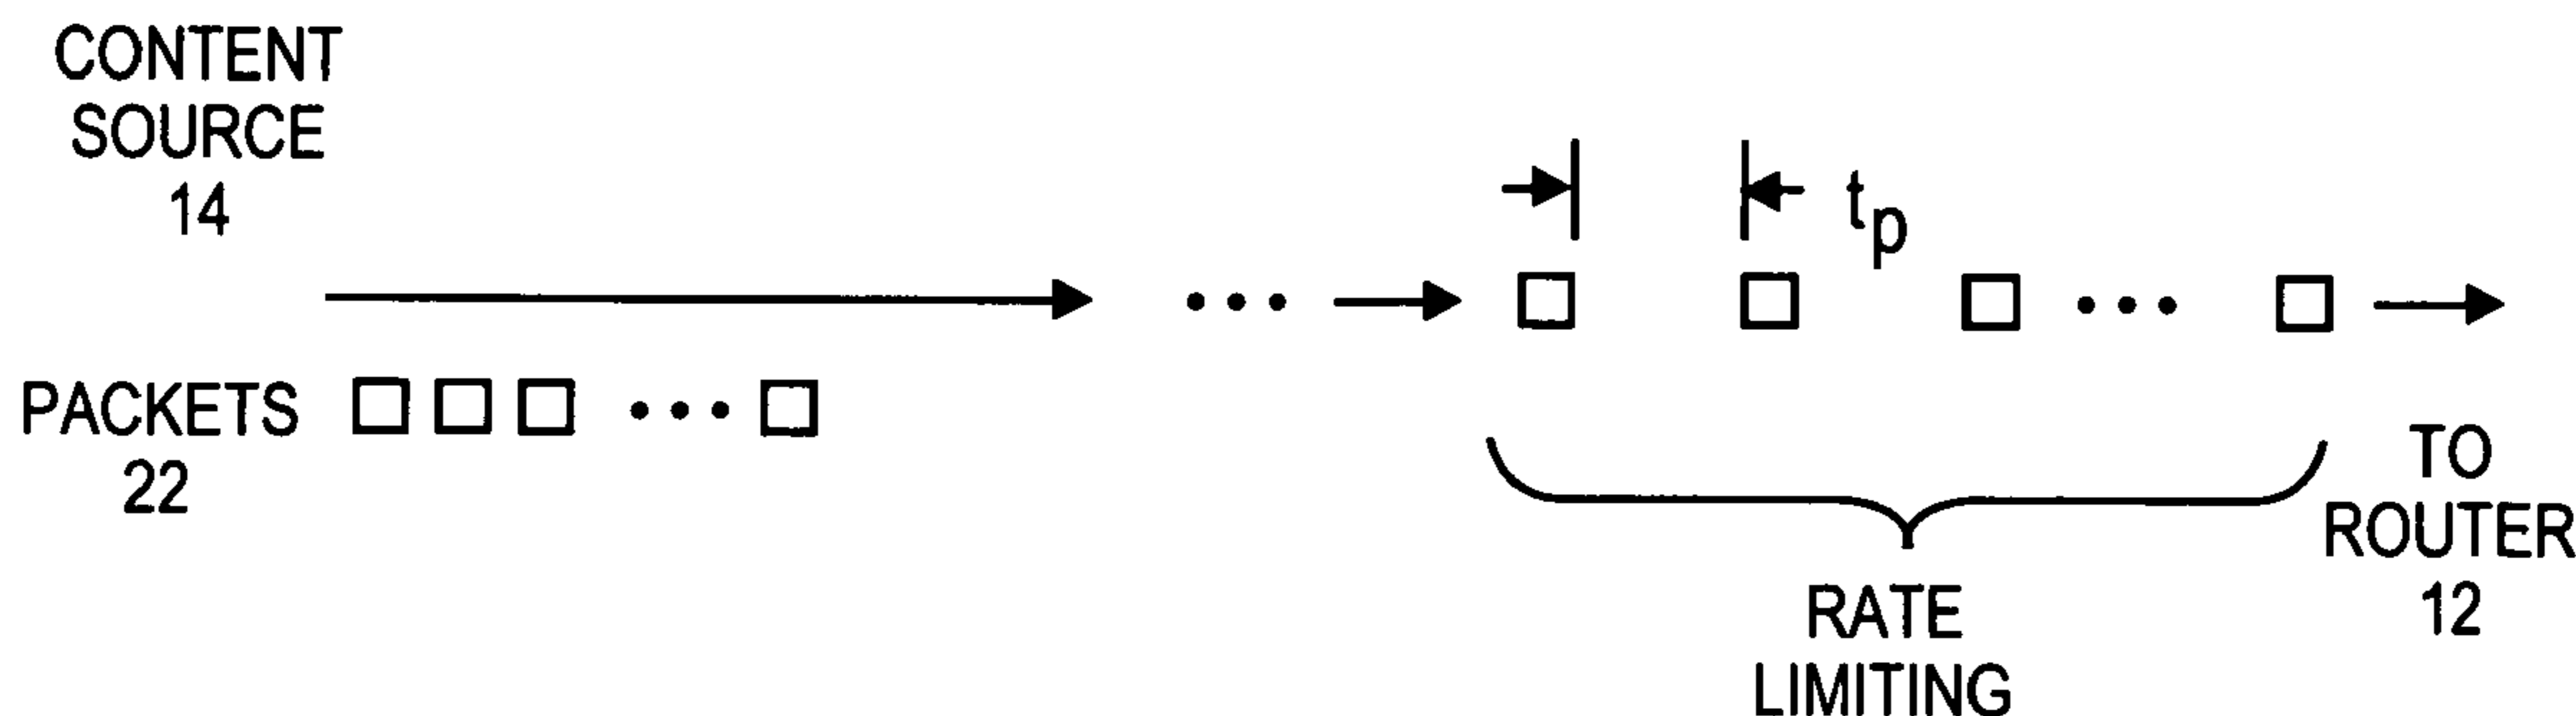 CONTENT
SOURCE
14
tp
PACKETS
22
TO
ROUTER
12
RATE
LIMITING